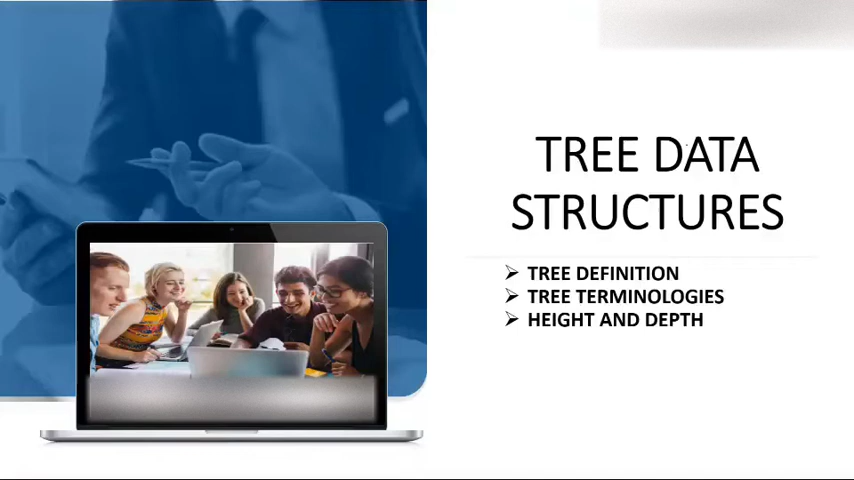 TREE DATA
STRUCTURES
➢ TREE DEFINITION
➢ TREE TERMINOLOGIES
➢ HEIGHT AND DEPTH